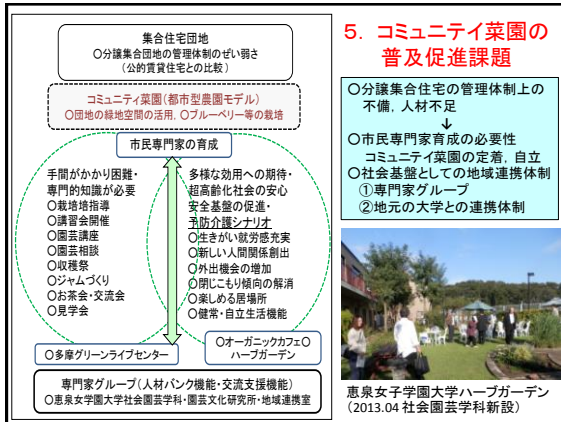 集合住宅団地
○分譲集合団地の管理体制のぜい弱さ
(公的賃貸住宅との比較)
コミュニティ菜園(都市型農園モデル)
○団地の緑地空間の活用,○ブルーベリー等の栽培
市民専門家の育成
手間がかかり困難・
専門的知識が必要
○栽培培指導
○講習会開催
○園芸講座
○園芸相談
○収穫祭
○ジャムづくり
○お茶会・交流会
○見学会
多様な効用への期待・
超高齢化社会の安心
安全基盤の促進・
予防介護シナリオ
○生きがい就労感充実
○新しい人間関係創出
○外出機会の増加
○閉じこもり傾向の解消
○楽しめる居場所
○健常・自立生活機能
○多摩グリーンライブセンター
○オーガニックカフェ○
ハーブガーデン
専門家グループ(人材バンク機能・交流支援機能)
○恵泉女学園大学社会園芸学科・園芸文化研究所・地域連携室
5. コミュニテイ菜園の
普及促進課題
○分譲集合住宅の管理体制上の
不備,人材不足
↓
○市民専門家育成の必要性
コミュニテイ菜園の定着,自立
○社会基盤としての地域連携体制
①専門家グループ
②地元の大学との連携体制
恵泉女子学園大学ハーブガーデン
(2013.04 社会園芸学科新設)